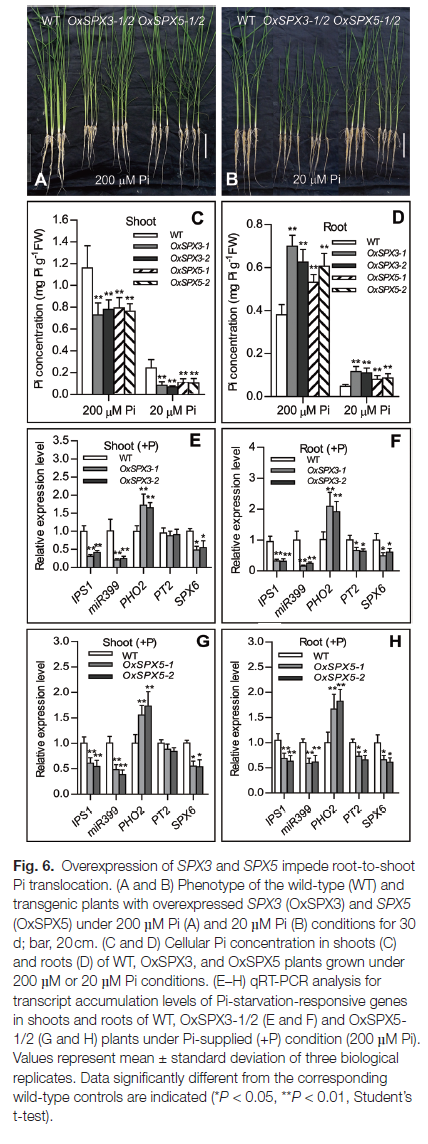 WT OxSPX3-1/2 OxSPX5-1/2
WT OxSPX3-1/2 OxSPX5-1/2
A
200 μM Pi
B
20 μM Pi
C
Shoot
WT
OxSPX3-1
OxSPX3-2
OxSPX5-1
OxSPX5-2
Pi concentration (mg Pi g-1FW)
1.6
1.2
0.8
0.4
0.0
**
**
**
**
**
**
**
**
200 μM Pi
20 μM Pi
D
Root
WT
OxSPX3-1
OxSPX3-2
OxSPX5-1
OxSPX5-2
Pi concentration (mg Pi g-1FW)
0.8
0.6
0.4
0.2
0.0
**
**
**
**
**
**
**
**
200 μM Pi
20 μM Pi
E
Shoot (+P)
WT
OxSPX3-1
OxSPX3-2
Relative expression level
3.5
3.0
2.5
2.0
1.5
1.0
0.5
0.0
**
**
**
**
**
**
*
*
IPS1
miR399
PHO2
PT2
SPX6
F
Root (+P)
WT
OxSPX3-1
OxSPX3-2
Relative expression level
4
3
2
1
0
**
**
**
**
**
**
*
*
*
*
IPS1
miR399
PHO2
PT2
SPX6
G
Shoot (+P)
WT
OxSPX5-1
OxSPX5-2
Relative expression level
3.0
2.5
2.0
1.5
1.0
0.5
0.0
**
**
**
**
**
**
*
*
IPS1
miR399
PHO2
PT2
SPX6
H
Root (+P)
WT
OxSPX5-1
OxSPX5-2
Relative expression level
3.0
2.5
2.0
1.5
1.0
0.5
0.0
**
**
**
**
**
**
*
*
*
*
IPS1
miR399
PHO2
PT2
SPX6
Fig. 6. Overexpression of SPX3 and SPX5 impede root-to-shoot
Pi translocation. (A and B) Phenotype of the wild-type (WT) and
transgenic plants with overexpressed SPX3 (OxSPX3) and SPX5
(OxSPX5) under 200 μM Pi (A) and 20 μM Pi (B) conditions for 30
d; bar, 20 cm. (C and D) Cellular Pi concentration in shoots (C)
and roots (D) of WT, OxSPX3, and OxSPX5 plants grown under
200 μM or 20 μM Pi conditions. (E–H) qRT-PCR analysis for
transcript accumulation levels of Pi-starvation-responsive genes
in shoots and roots of WT, OxSPX3-1/2 (E and F) and OxSPX5-
1/2 (G and H) plants under Pi-supplied (+P) condition (200 μM Pi).
Values represent mean ± standard deviation of three biological
replicates. Data significantly different from the corresponding
wild-type controls are indicated (*P < 0.05, **P < 0.01, Student's
t-test).